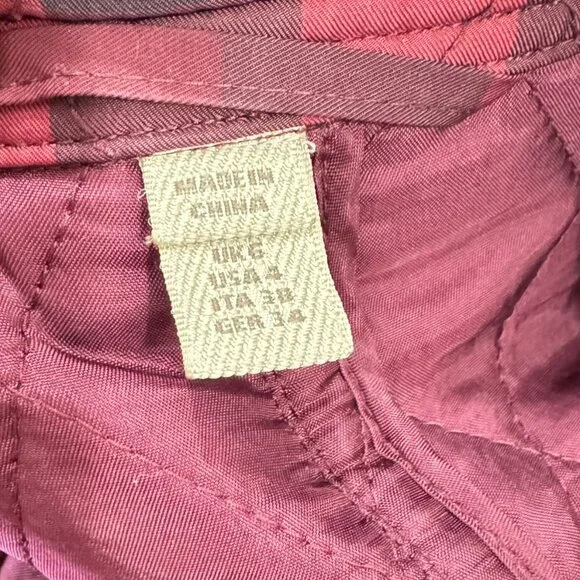 MADE IN
CHINA
UK 6
USA 4
ITA 38
GER 34